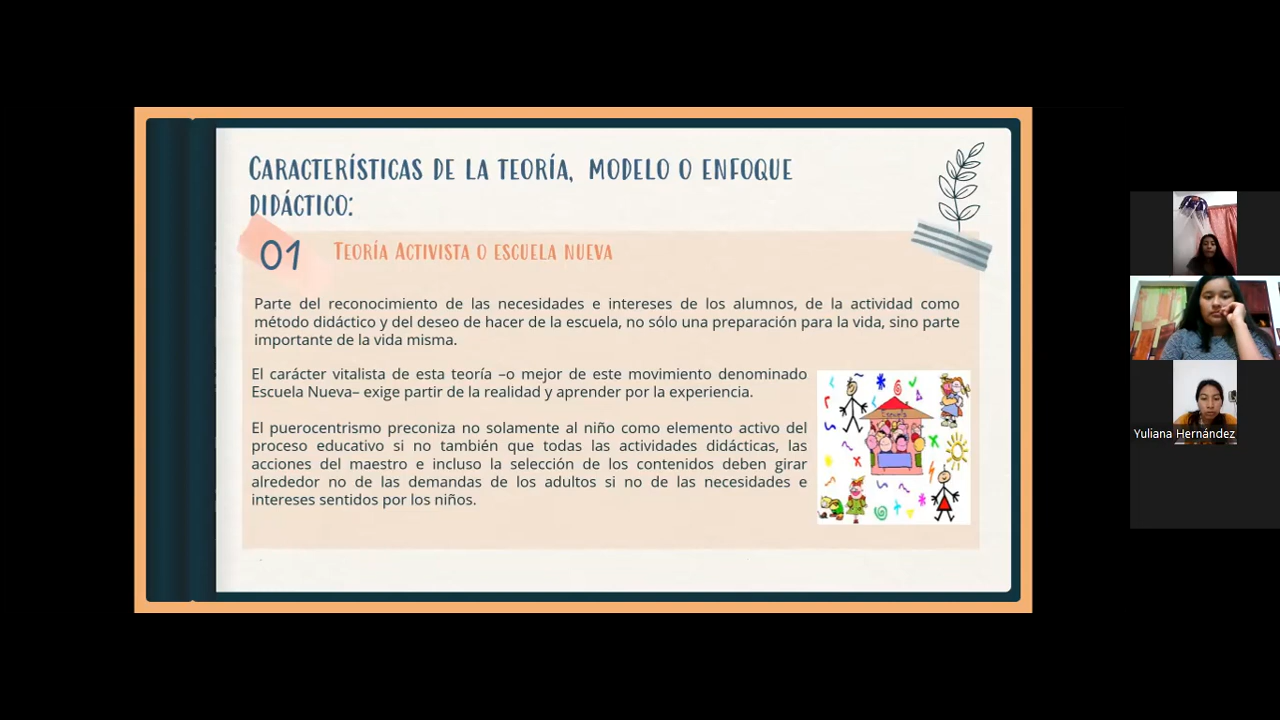 Características de la teoría, modelo o enfoque
didáctico:
01
Teoría Activista o escuela nueva
Parte del reconocimiento de las necesidades e intereses de los alumnos, de la actividad como
método didáctico y del deseo de hacer de la escuela, no sólo una preparación para la vida, sino parte
importante de la vida misma.
El carácter vitalista de esta teoría –o mejor de este movimiento denominado
Escuela Nueva– exige partir de la realidad y aprender por la experiencia.
El puerocentrismo preconiza no solamente al niño como elemento activo del
proceso educativo si no también que todas las actividades didácticas, las
acciones del maestro e incluso la selección de los contenidos deben girar
alrededor no de las demandas de los adultos si no de las necesidades e
intereses sentidos por los niños.
Escuela
Yuliana Hernández